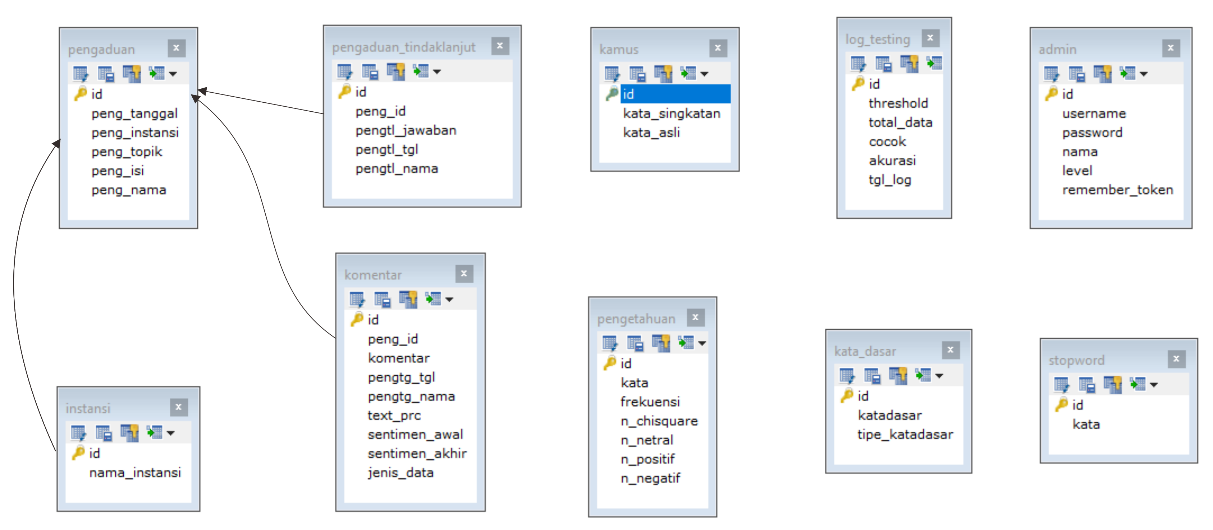 pengaduan
id
peng_tanggal
peng_instansi
peng_topik
peng_isi
peng_nama
pengaduan_tindaklanjut
id
peng_id
pengtl_jawaban
pengtl_tgl
pengtl_nama
kamus
id
kata_singkatan
kata_asli
log_testing
id
threshold
total_data
cocok
akurasi
tgl_log
admin
id
username
password
nama
level
remember_token
instansi
id
nama_instansi
komentar
id
peng_id
komentar
pengtg_tgl
pengtg_nama
text_prc
sentimen_awal
sentimen_akhir
jenis_data
pengetahuan
id
kata
frekuensi
n_chisquare
n_netral
n_positif
n_negatif
kata_dasar
id
katadasar
tipe_katadasar
stopword
id
kata